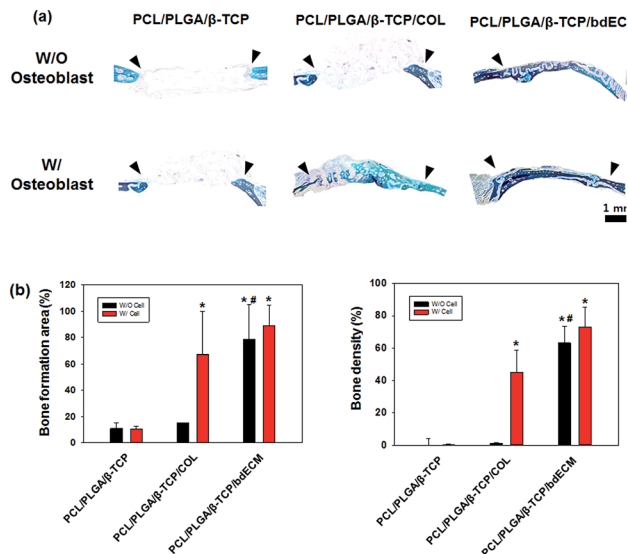 (a)
PCL/PLGA/β-TCP PCL/PLGA/β-TCP/COL PCL/PLGA/β-TCP/bdEC
W/O
Osteoblast
W/
Osteoblast
1 mm
(b)
Bone formation area (%)
120
100
80
60
40
20
0
W/O Cell
W/ Cell
*
*#
*
PCL/PLGA/β-TCP
PCL/PLGA/β-TCP/COL
PCL/PLGA/β-TCP/bdECM
Bone density (%)
100
80
60
40
20
0
W/O Cell
W/ Cell
*
*#
*
PCL/PLGA/β-TCP
PCL/PLGA/β-TCP/COL
PCL/PLGA/β-TCP/bdECM